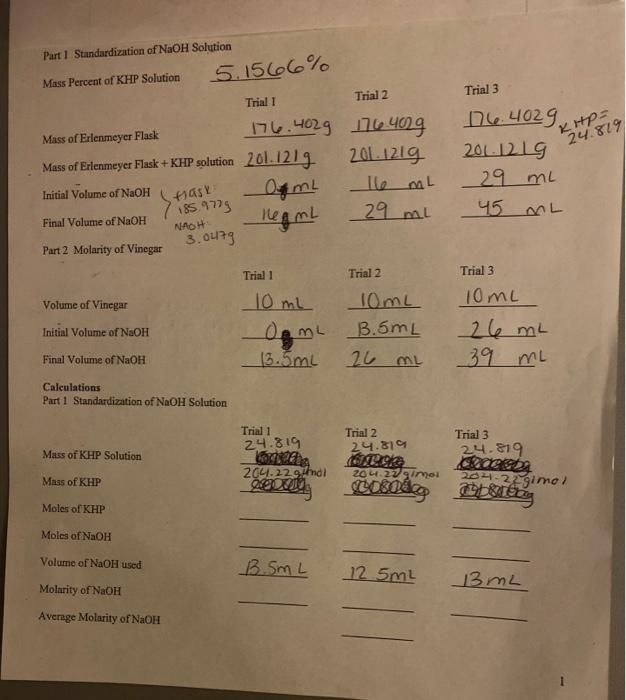 Part 1 Standardization of NaOH Solution
Mass Percent of KHP Solution 5.1566%
Trial 1 Trial 2 Trial 3
Mass of Erlenmeyer Flask 176.402g 176.402g 176.402g KHP= 24.819
Mass of Erlenmeyer Flask + KHP solution 201.121g 201.121g 201.121g
Initial Volume of NaOH flask: 0 mL 16 mL 29 mL
185.977g
Final Volume of NaOH 16 mL 29 mL 45 mL
NAOH:
3.047g
Part 2 Molarity of Vinegar
Trial 1 Trial 2 Trial 3
Volume of Vinegar 10 mL 10mL 10mL
Initial Volume of NaOH 0 mL 13.5mL 26 mL
Final Volume of NaOH 13.5mL 26 mL 39 mL
Calculations
Part 1 Standardization of NaOH Solution
Trial 1 Trial 2 Trial 3
Mass of KHP Solution 24.819 24.819 24.819
Mass of KHP 204.22g/mol 204.22g/mol 204.22g/mol
Moles of KHP
Moles of NaOH
Volume of NaOH used 13.5mL 12.5mL 13mL
Molarity of NaOH
Average Molarity of NaOH
1